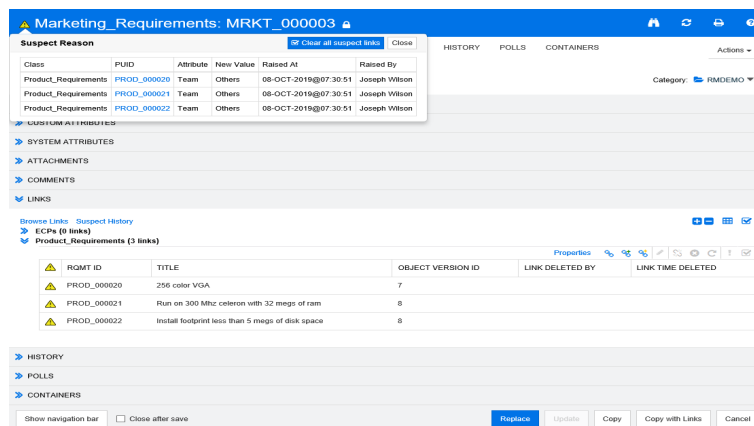 Marketing_Requirements: MRKT_000003
Suspect Reason Clear all suspect links Close
HISTORY POLLS CONTAINERS
Actions
Class PUID Attribute New Value Raised At Raised By
Product_Requirements PROD_000020 Team Others 08-OCT-2019@07:30:51 Joseph Wilson
Category: RMDEMO
Product_Requirements PROD_000021 Team Others 08-OCT-2019@07:30:51 Joseph Wilson
Product_Requirements PROD_000022 Team Others 08-OCT-2019@07:30:51 Joseph Wilson
CUSTOM ATTRIBUTES
SYSTEM ATTRIBUTES
ATTACHMENTS
COMMENTS
LINKS
Browse Links Suspect History
ECPs (0 links)
Product_Requirements (3 links)
Properties
RQMT ID TITLE OBJECT VERSION ID LINK DELETED BY LINK TIME DELETED
PROD_000020 256 color VGA 7
PROD_000021 Run on 300 Mhz celeron with 32 megs of ram 8
PROD_000022 Install footprint less than 5 megs of disk space 8
HISTORY
POLLS
CONTAINERS
Show navigation bar Close after save Replace Update Copy Copy with Links Cancel